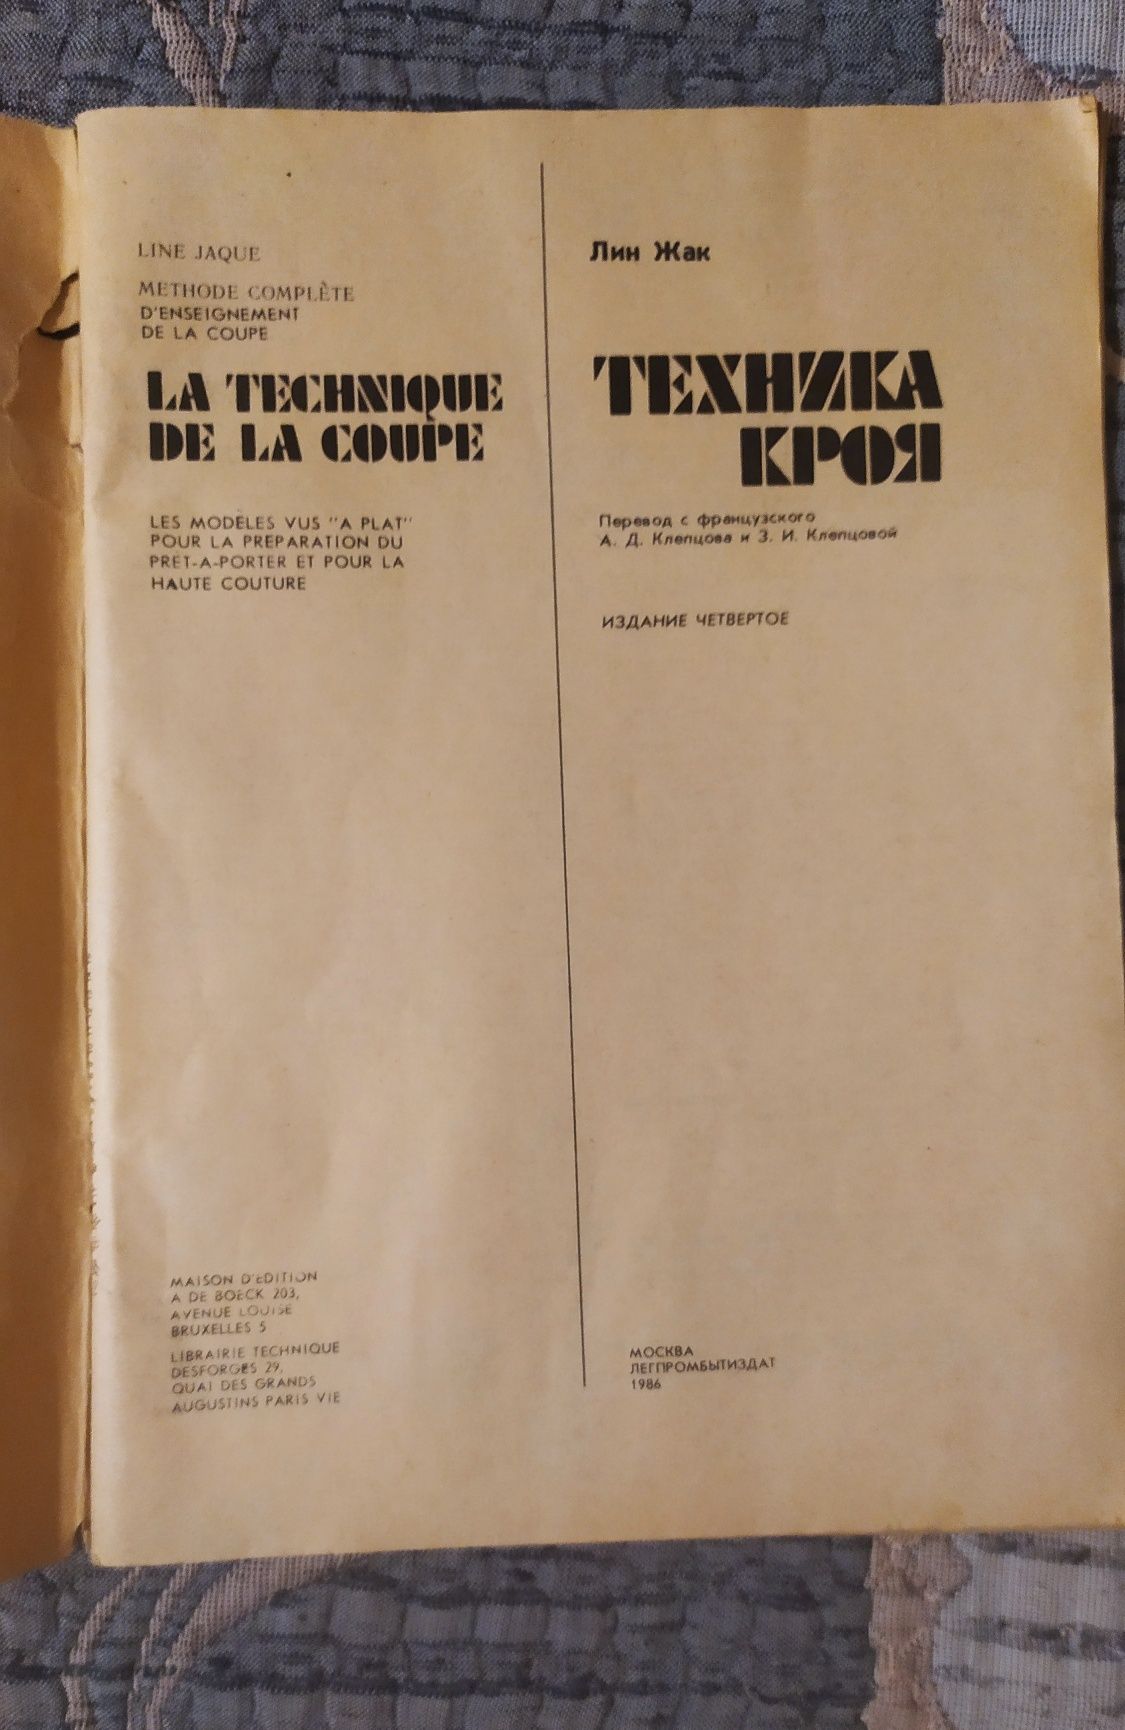 LINE JAQUE
METHODE COMPLÈTE
D'ENSEIGNEMENT
DE LA COUPE
LA TECHNIQUE
DE LA COUPE
LES MODÈLES VUS "A PLAT"
POUR LA PREPARATION DU
PRET-A-PORTER ET POUR LA
HAUTE COUTURE
MAISON D'EDITION
A DE BOECK 203,
AVENUE LOUISE
BRUXELLES 5
LIBRAIRIE TECHNIQUE
DESFORGES 29,
QUAI DES GRANDS
AUGUSTINS PARIS VIE
Лин Жак
ТЕХНИКА
КРОЯ
Перевод с французского
А. Д. Клепцова и З. И. Клепцовой
ИЗДАНИЕ ЧЕТВЕРТОЕ
МОСКВА
ЛЕГПРОМБЫТИЗДАТ
1986